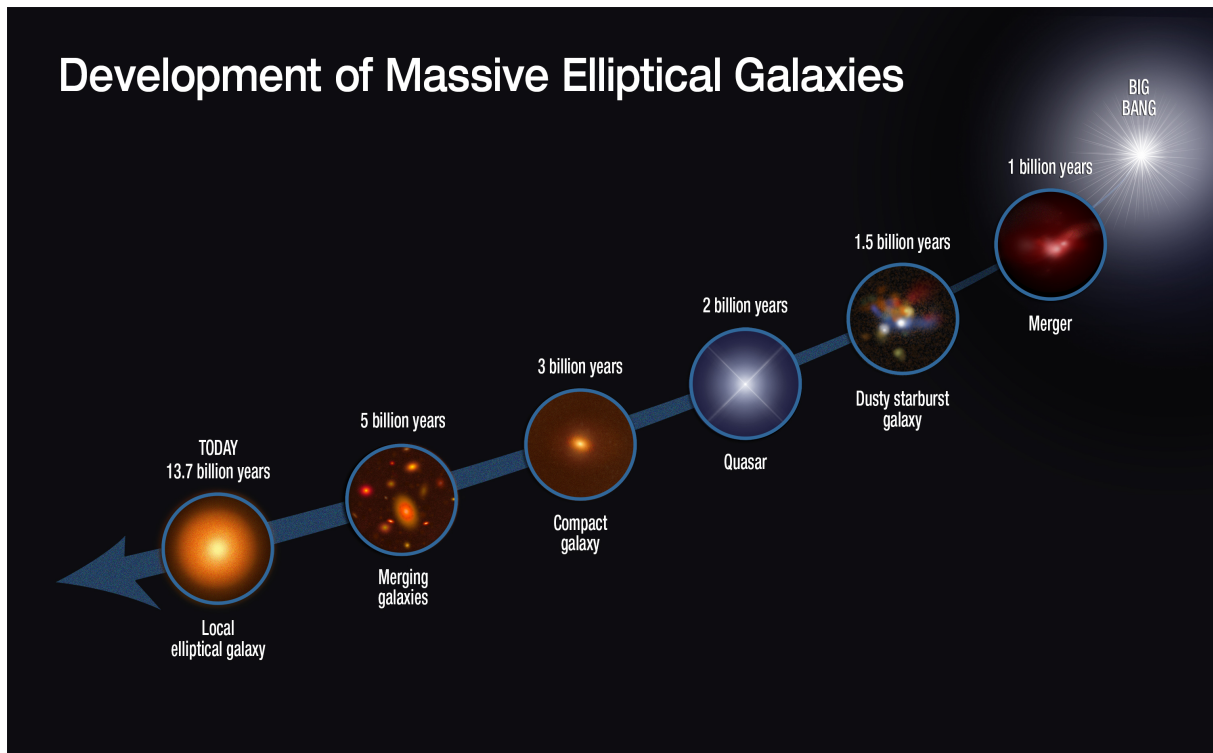 Development of Massive Elliptical Galaxies
BIG
BANG
1 billion years
Merger
1.5 billion years
Dusty starburst
galaxy
2 billion years
Quasar
3 billion years
Compact
galaxy
5 billion years
Merging
galaxies
TODAY
13.7 billion years
Local
elliptical galaxy